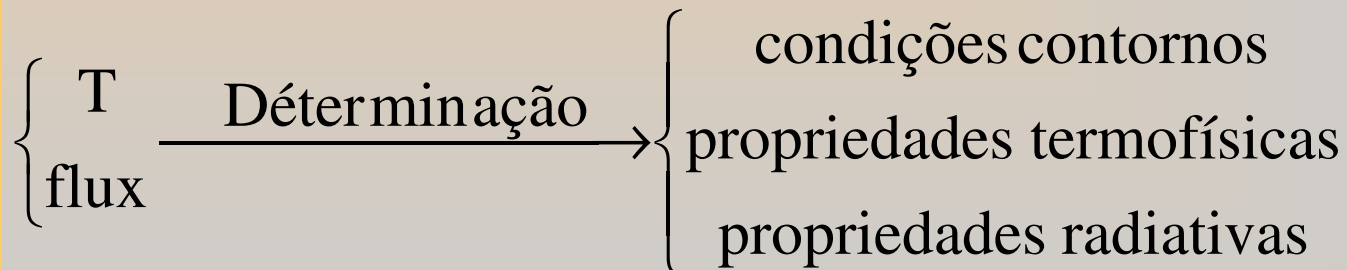 T
flux
Déterminação
condições contornos
propriedades termofísicas
propriedades radiativas